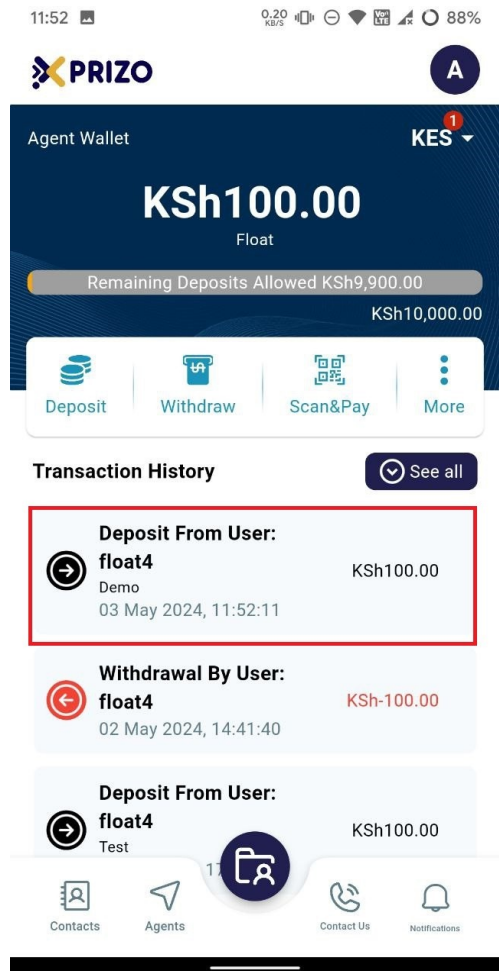 11:52
0.20 KB/S
Vo))
LTE
88%
PRIZO
A
Agent Wallet
1
KES
KSh100.00
Float
Remaining Deposits Allowed KSh9,900.00
KSh10,000.00
Deposit
Withdraw
Scan&Pay
More
Transaction History
See all
Deposit From User:
float4
KSh100.00
Demo
03 May 2024, 11:52:11
Withdrawal By User:
float4
KSh-100.00
02 May 2024, 14:41:40
Deposit From User:
float4
KSh100.00
Test
Contacts
Agents
Contact Us
Notifications